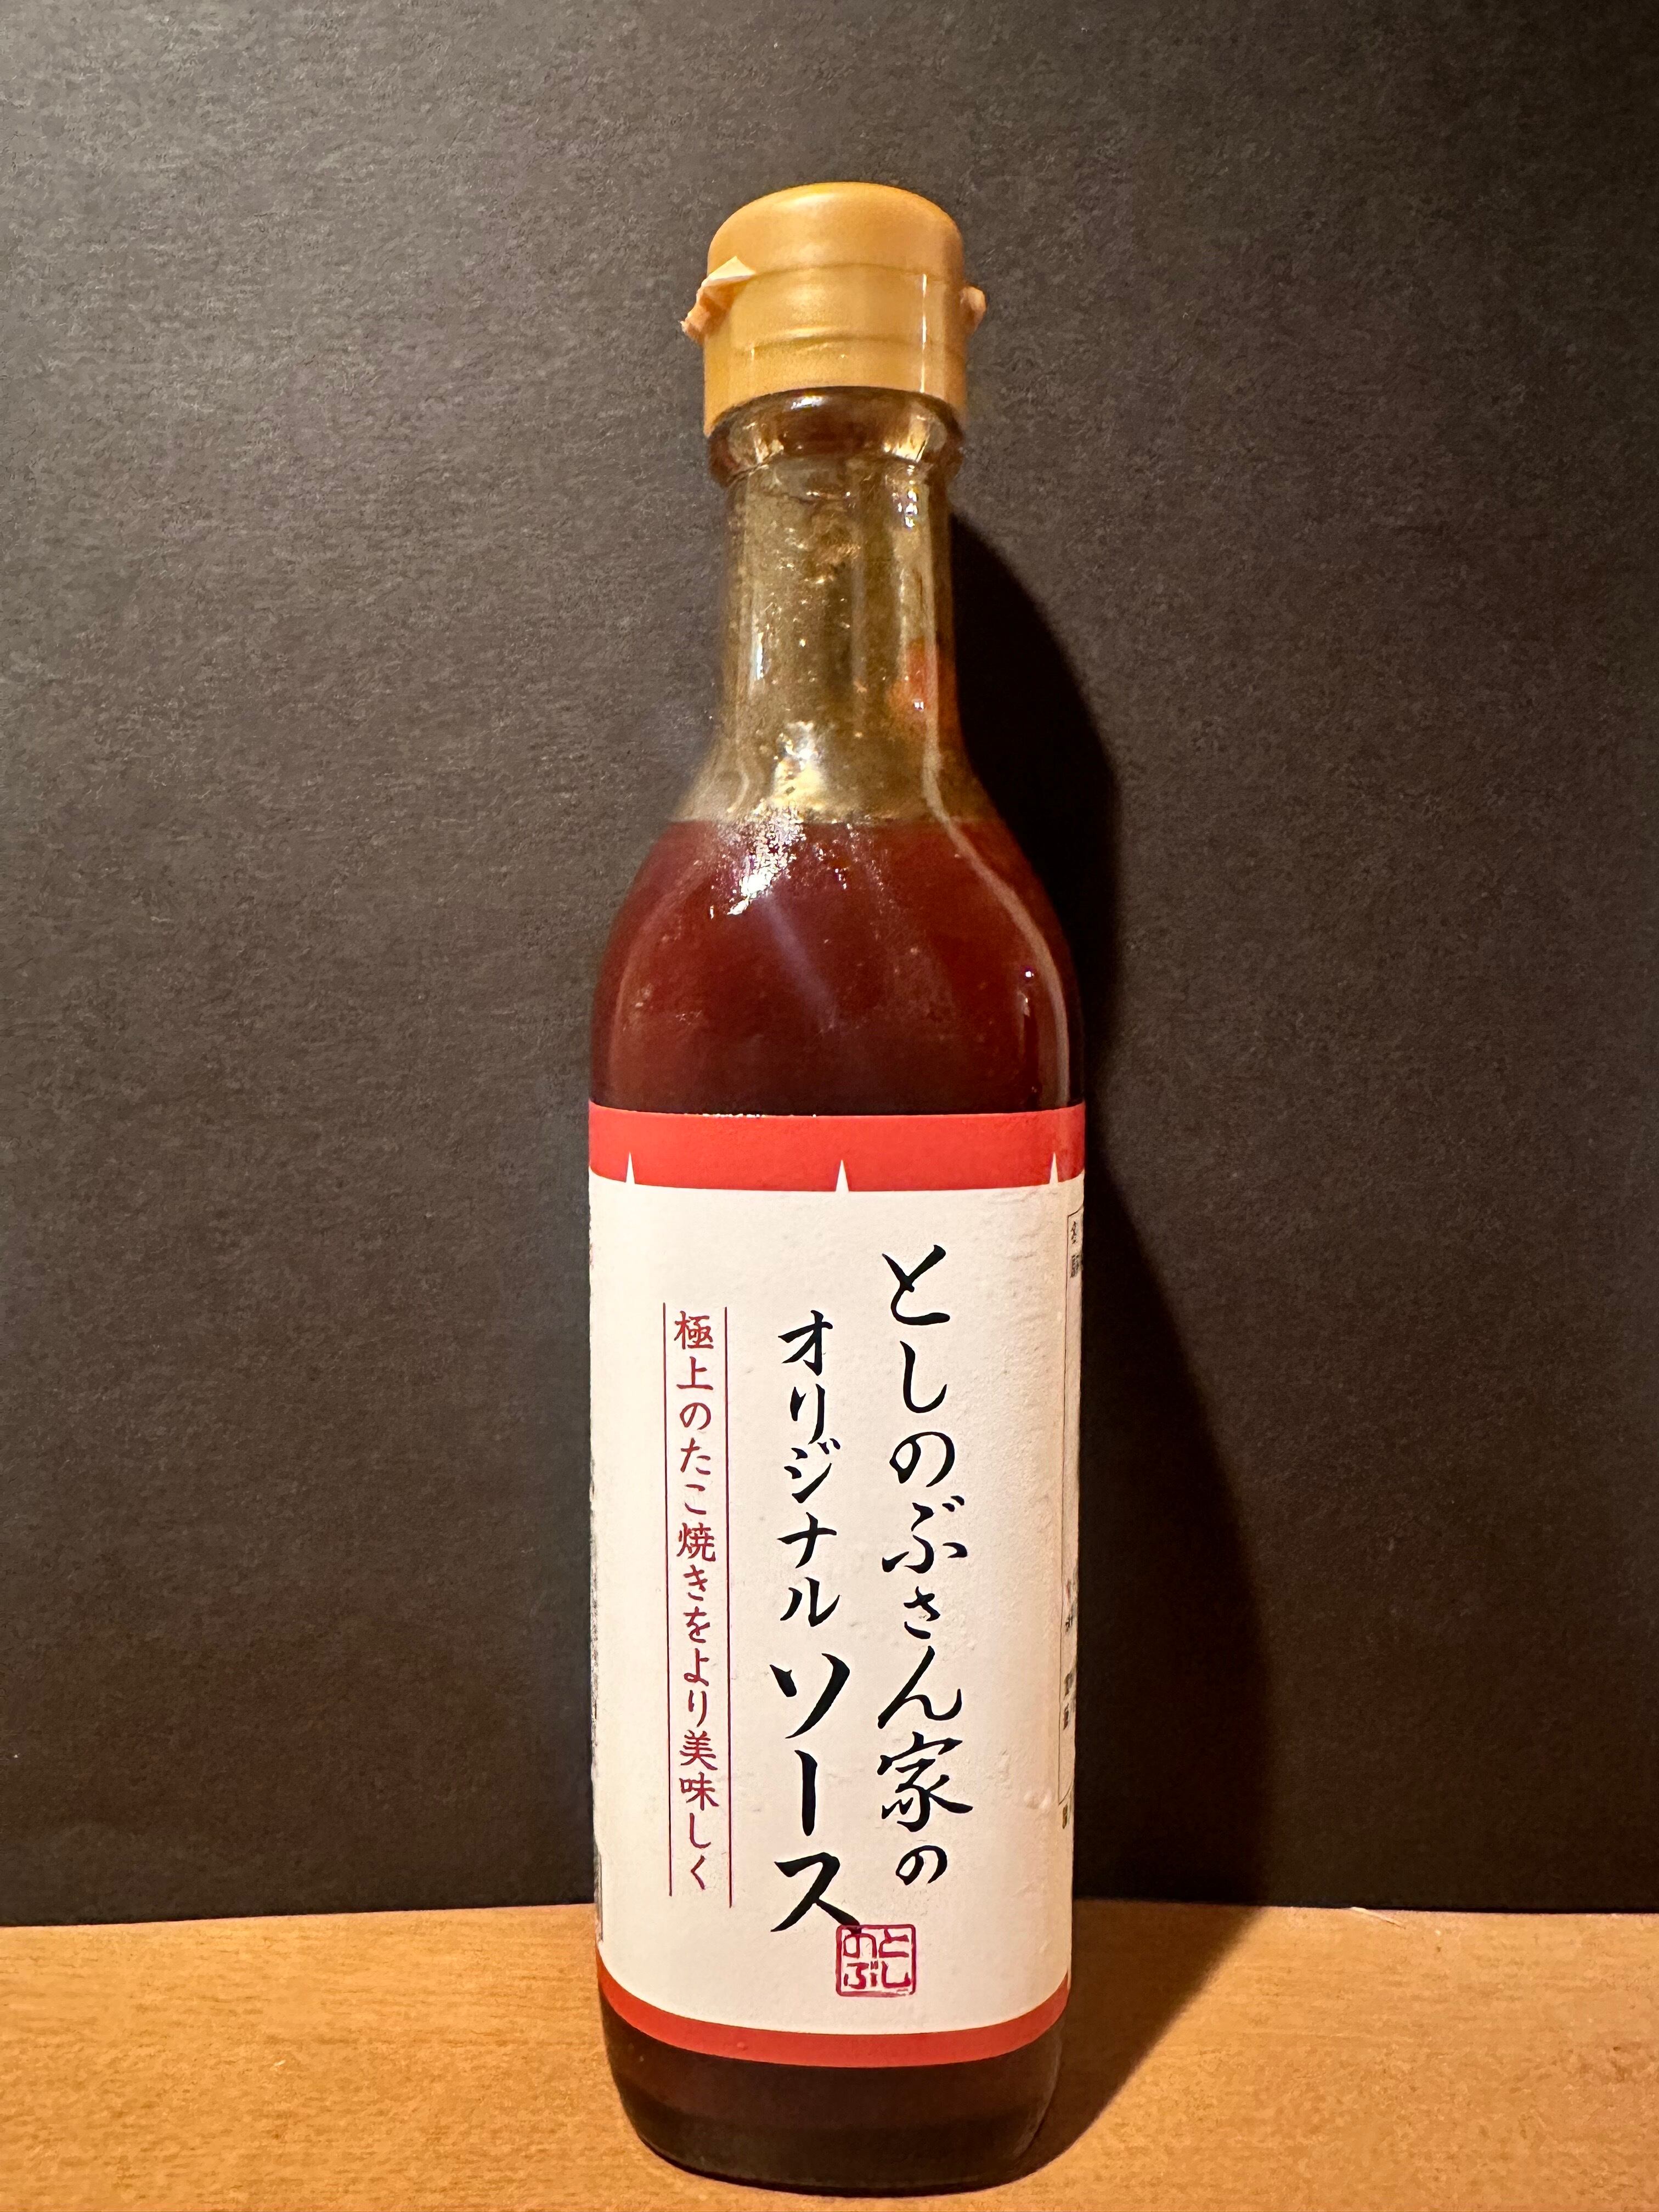 としのぶさん家の
オリジナルソース
極上のたこ焼きをより美味しく
とし
のぶ